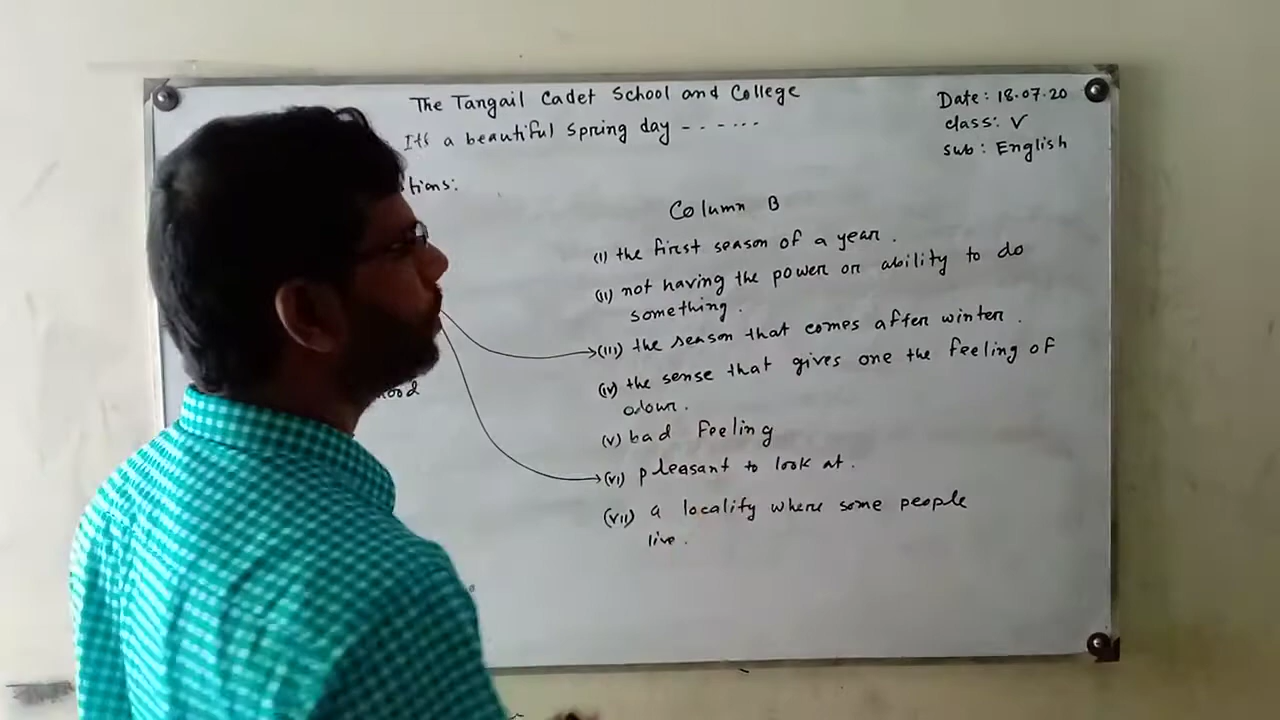 The Tangail Cadet School and College
Date: 18.07.20
It's a beautiful spring day - - - ...
class: V
sub: English
tions:
Column B
(i) the first season of a year.
(ii) not having the power or ability to do
something.
(iii) the season that comes after winter.
(iv) the sense that gives one the feeling of
odour.
(v) bad feeling
(vi) pleasant to look at.
(vii) a locality where some people
live.
hood